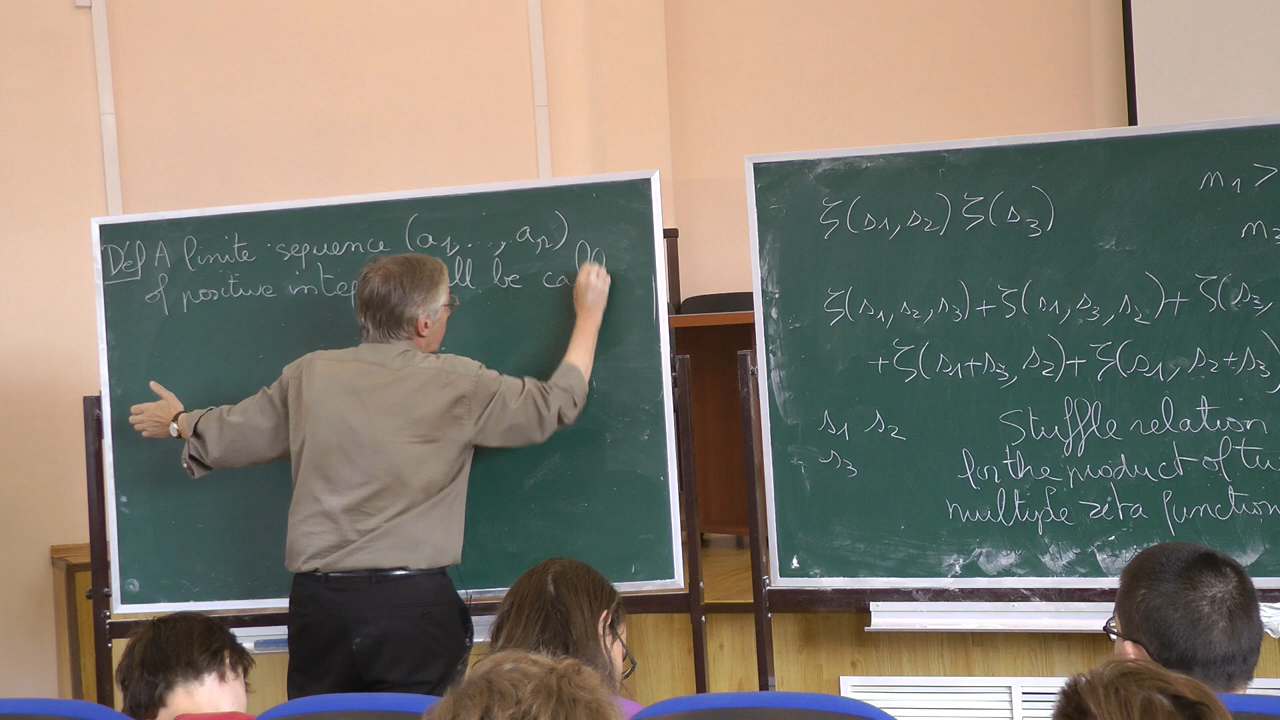 Def A finite sequence (a₁, ..., aₙ)
of positive integ ll be call
ζ(s₁,s₂) ζ(s₃)
m₁ >
m₂
ζ(s₁,s₂,s₃)+ζ(s₁,s₃,s₂)+ζ(s₃,
+ζ(s₁+s₃,s₂)+ζ(s₁,s₂+s₃)
s₁ s₂
s₃
Stuffle relation
for the product of tw
multiple zeta function